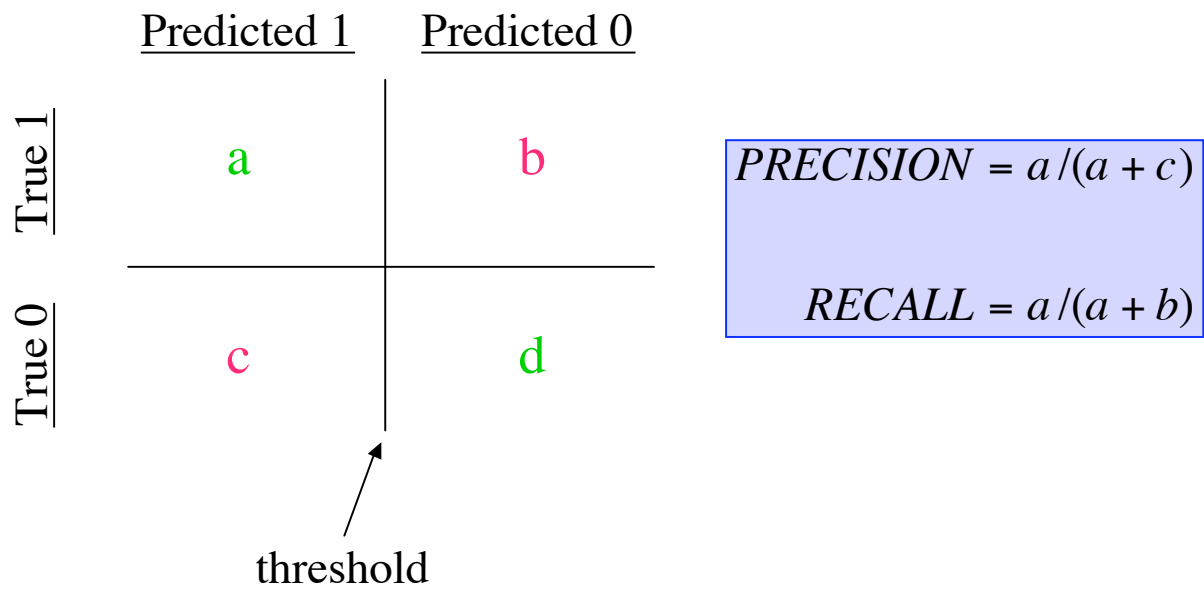 Predicted 1 Predicted 0
True 1
a b
PRECISION = a/(a + c)
RECALL = a/(a + b)
True 0
c d
threshold